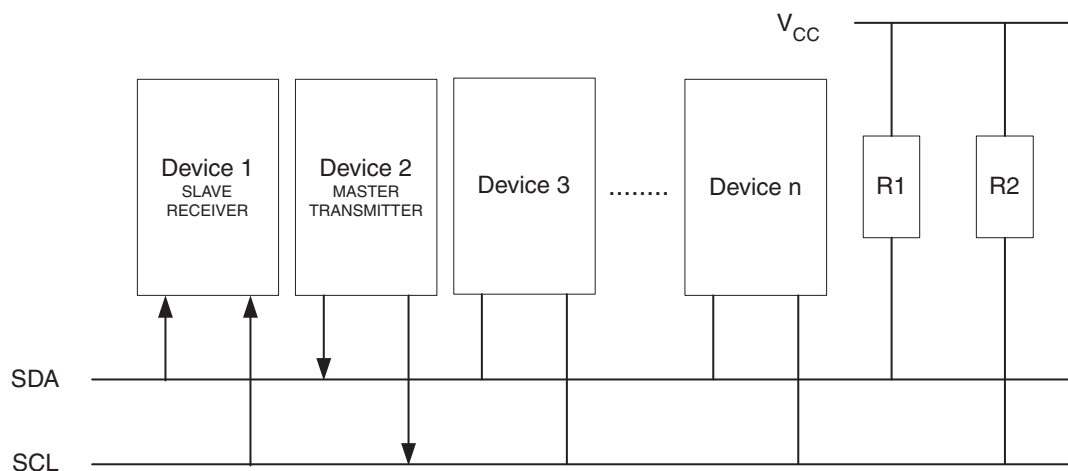 VCC
Device 1
SLAVE
RECEIVER
Device 2
MASTER
TRANSMITTER
Device 3
........
Device n
R1
R2
SDA
SCL